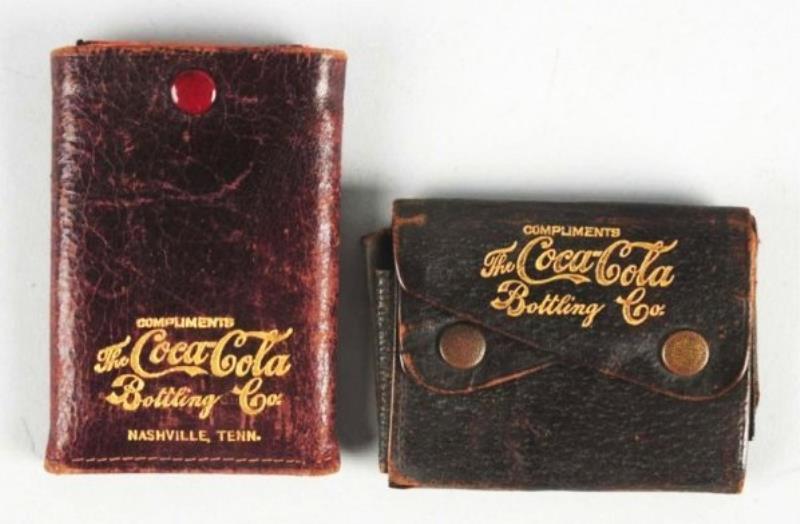 COMPLIMENTS
The Coca-Cola
Bottling Co.
NASHVILLE, TENN.
COMPLIMENTS
The Coca-Cola
Bottling Co.